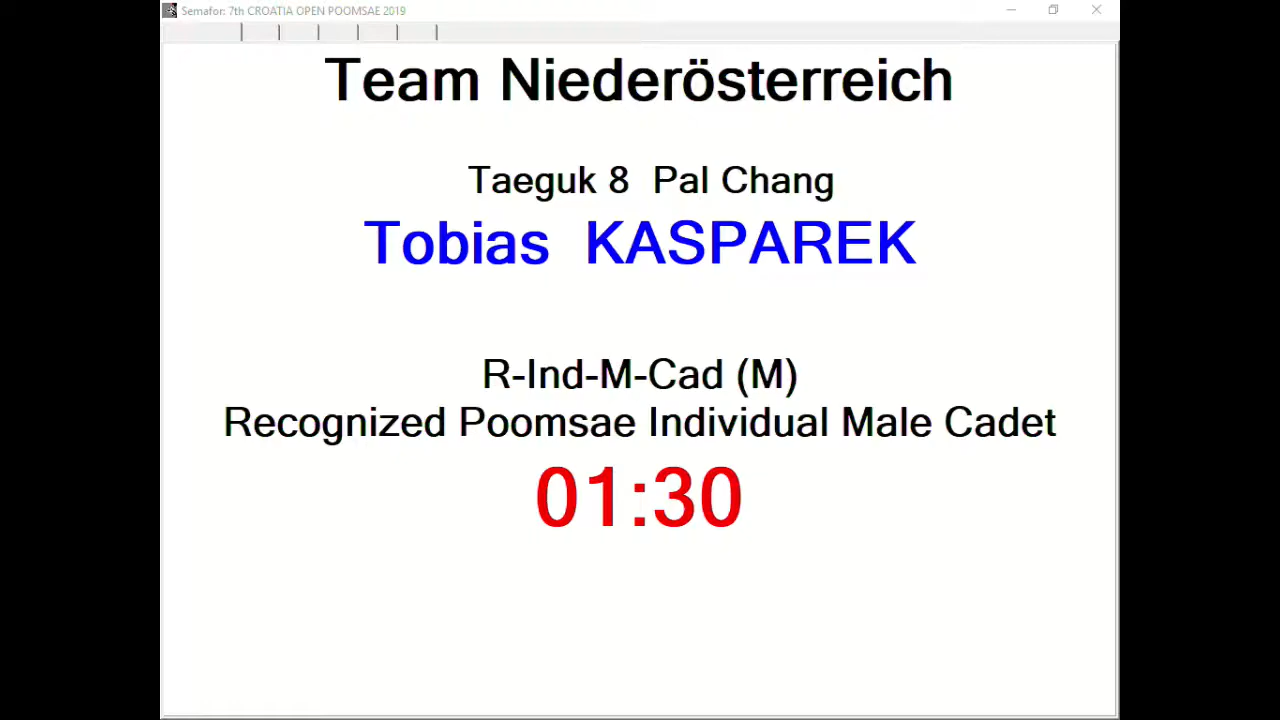 Semafor: 7th CROATIA OPEN POOMSAE 2019
Team Niederösterreich
Taeguk 8 Pal Chang
Tobias KASPAREK
R-Ind-M-Cad (M)
Recognized Poomsae Individual Male Cadet
01:30